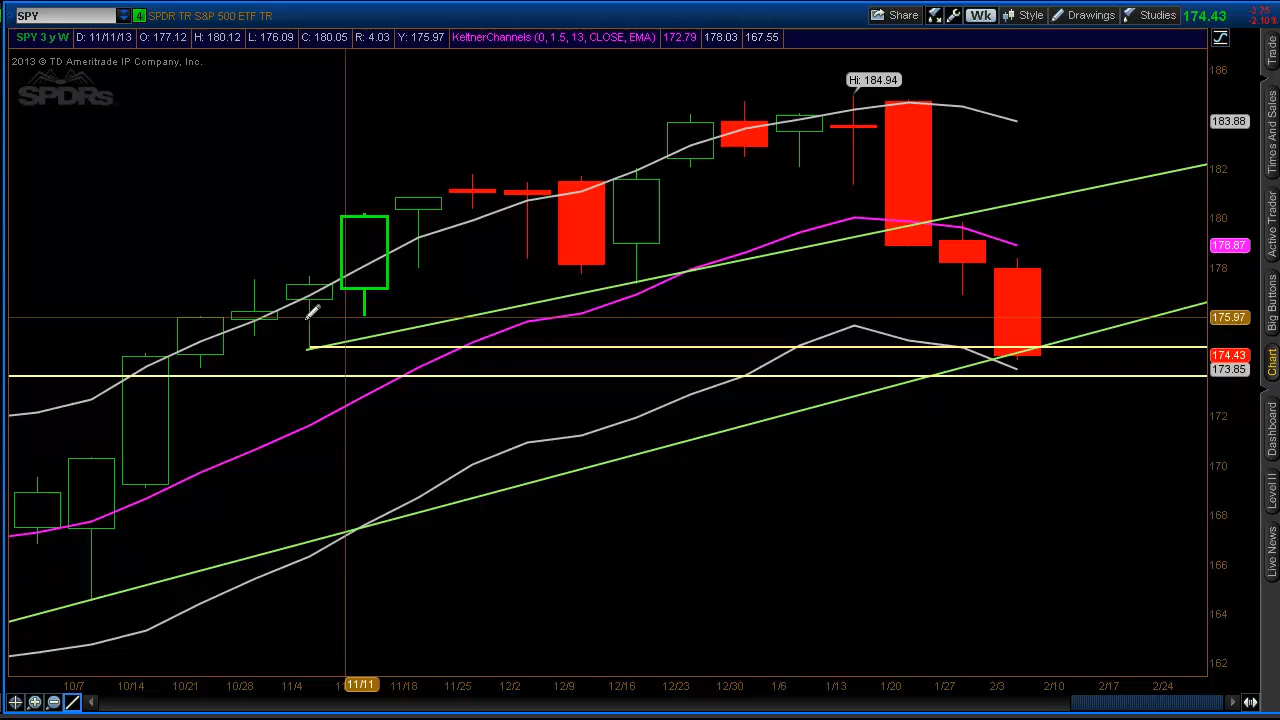 SPY 4 SPDR TR S&P 500 ETF TR Share Wk Style Drawings Studies 174.43 -3.75 -2.10%
SPY 3 y W D: 11/11/13 O: 177.12 H: 180.12 L: 176.09 C: 180.05 R: 4.03 Y: 175.97 KeltnerChannels (0, 1.5, 13, CLOSE, EMA) 172.79 178.03 167.55
2013 © TD Ameritrade IP Company, Inc.
SPDRs
Hi: 184.94
186
183.88
182
180
178.87
178
175.97
174.43
173.85
172
170
168
166
164
162
10/7 10/14 10/21 10/28 11/4 11/11 11/18 11/25 12/2 12/9 12/16 12/23 12/30 1/6 1/13 1/20 1/27 2/3 2/10 2/17 2/24
Trade
Times And Sales
Active Trader
Big Buttons
Chart
Dashboard
Level II
Live News